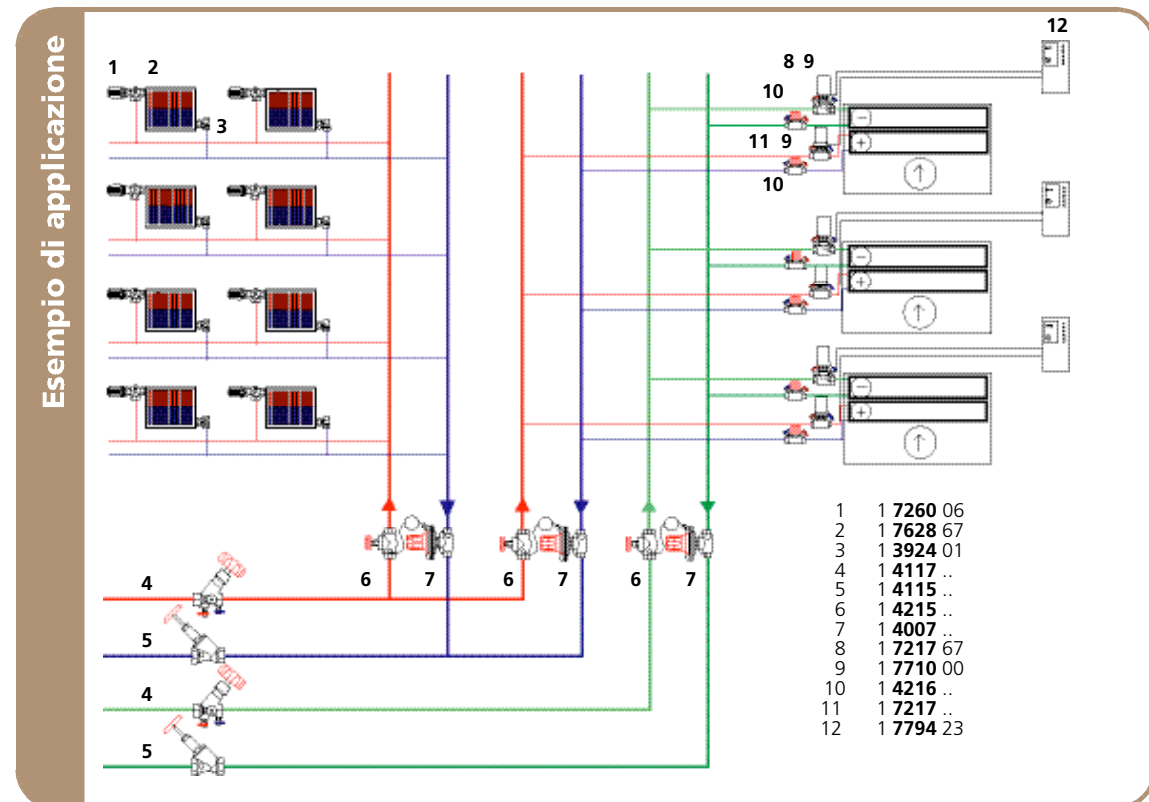 Esempio di applicazione
1 2
3
12
8 9
10
11 9
10
−
+
−
+
−
+
6 7 6 7 6 7
4
5
4
5
1 1 7260 06
2 1 7628 67
3 1 3924 01
4 1 4117 ..
5 1 4115 ..
6 1 4215 ..
7 1 4007 ..
8 1 7217 67
9 1 7710 00
10 1 4216 ..
11 1 7217 ..
12 1 7794 23